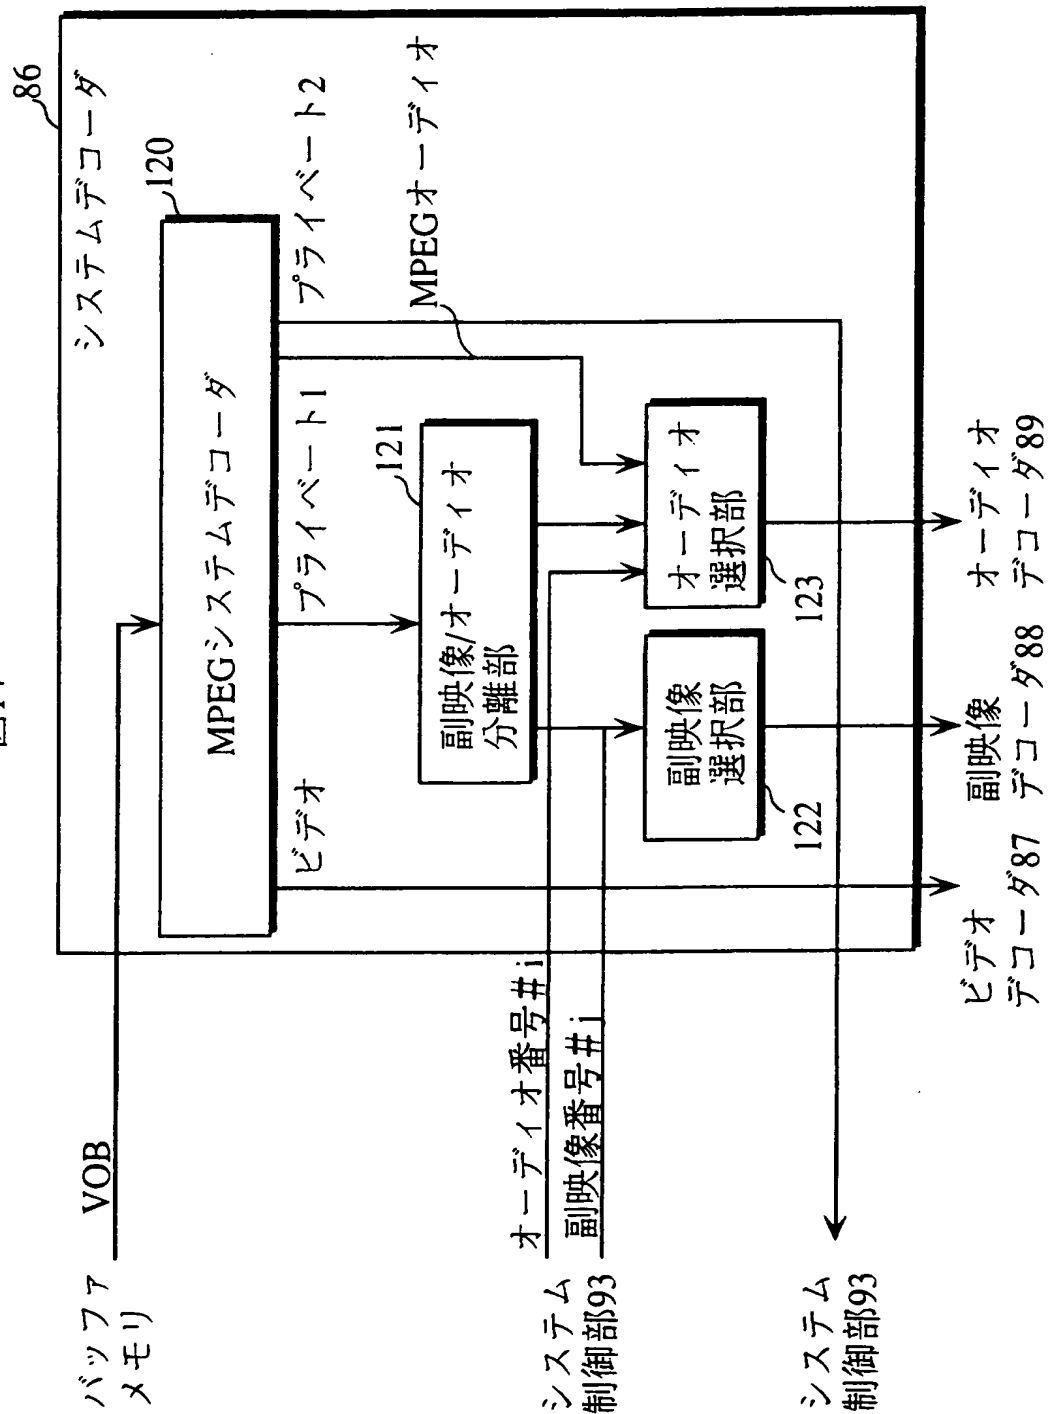 86
システムデコーダ
バッファ
メモリ
VOB
120
MPEGシステムデコーダ
ビデオ
プライベート1
プライベート2
MPEGオーディオ
121
副映像/オーディオ
分離部
システム
制御部93
オーディオ番号#i
副映像番号#j
副映像
選択部
122
オーディオ
選択部
123
システム
制御部93
ビデオ
デコーダ87
副映像
デコーダ88
オーディオ
デコーダ89